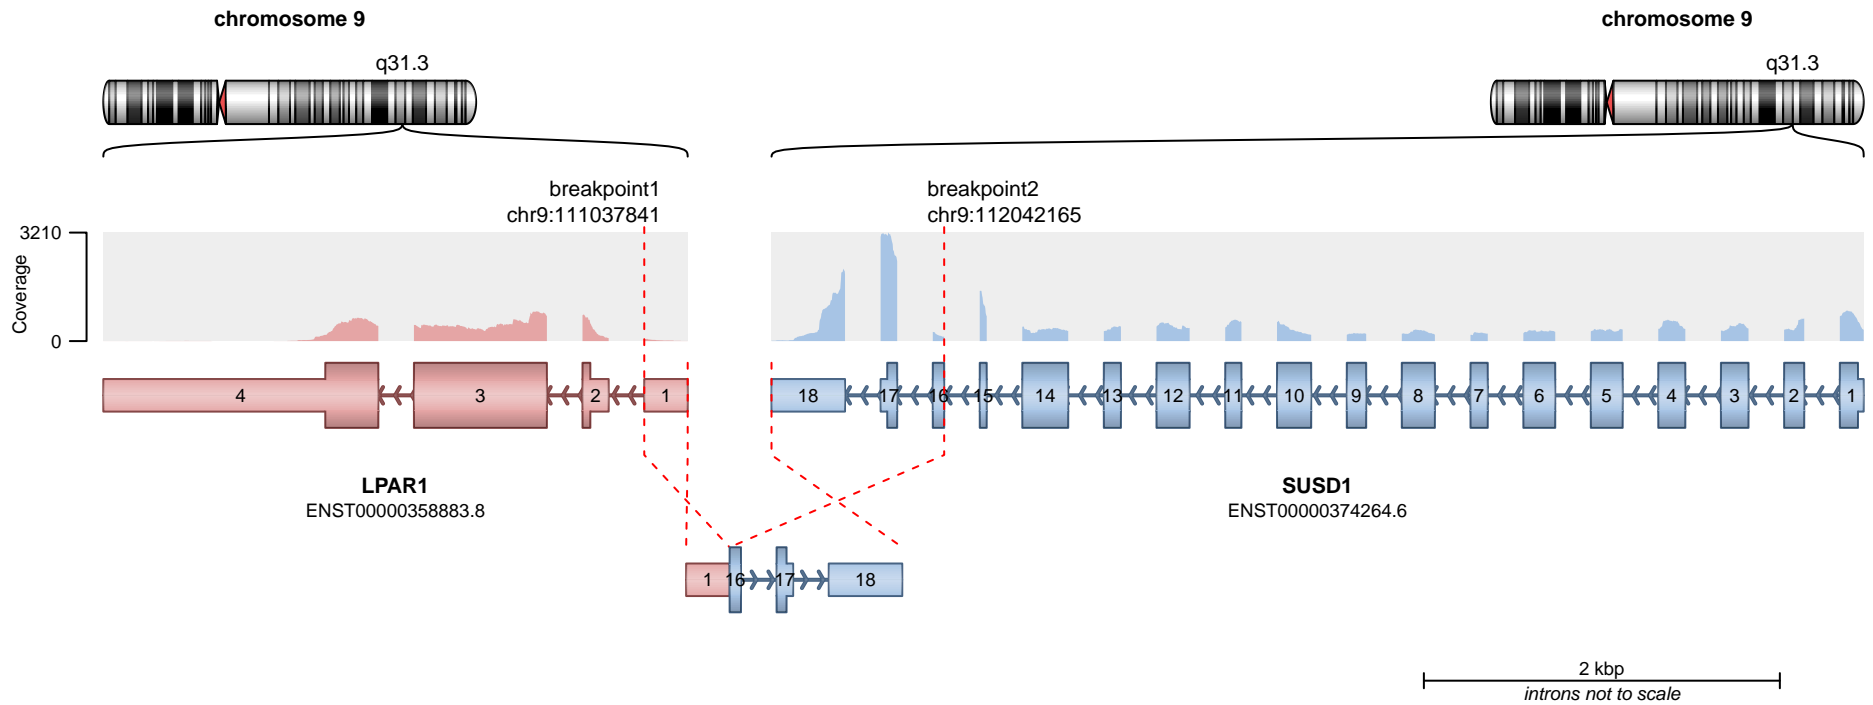 chromosome 9
chromosome 9
q31.3
q31.3
breakpoint1
chr9:111037841
breakpoint2
chr9:112042165
3210
Coverage
0
4 3 2 1
18 17 16 15 14 13 12 11 10 9 8 7 6 5 4 3 2 1
LPAR1
ENST00000358883.8
SUSD1
ENST00000374264.6
1 16 17 18
2 kbp
introns not to scale